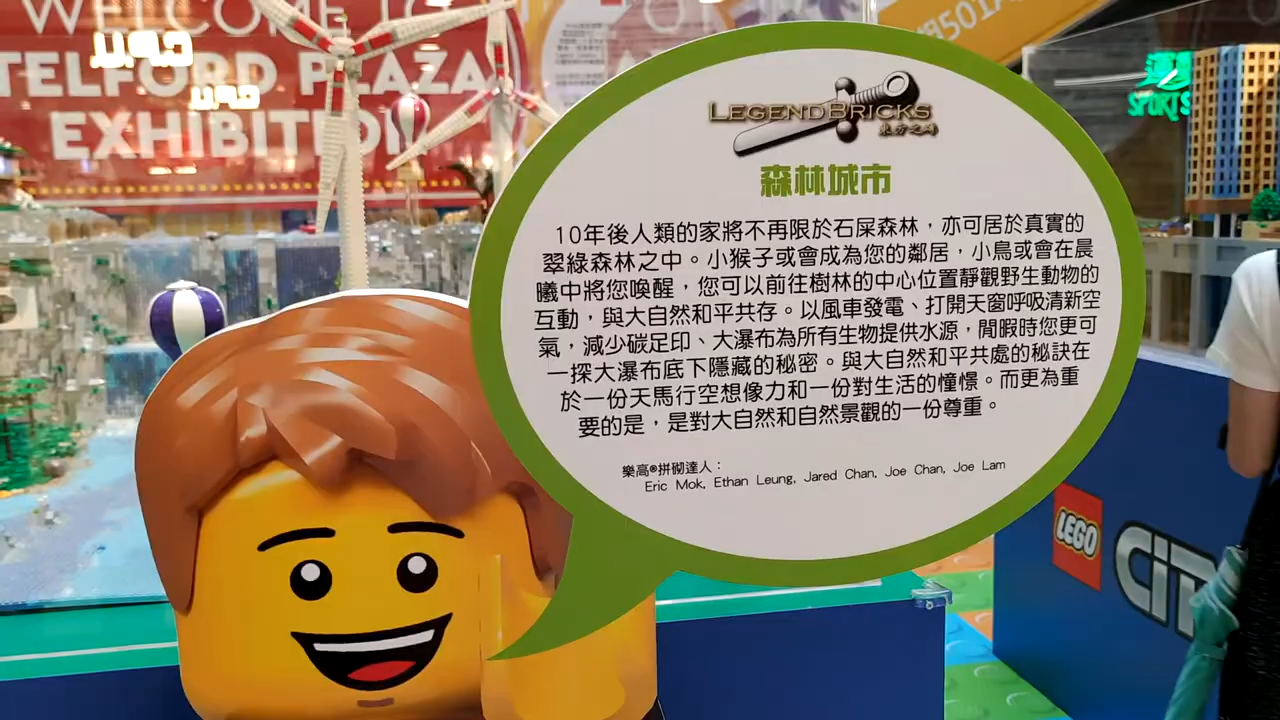 WELCOME TO
TELFORD PLAZA
EXHIBITION
501A
SPORTS
LEGENDBRICKS
東方之磚
森林城市
10年後人類的家將不再限於石屎森林，亦可居於真實的
翠綠森林之中。小猴子或會成為您的鄰居，小鳥或會在晨
曦中將您喚醒，您可以前往樹林的中心位置靜觀野生動物的
互動，與大自然和平共存。以風車發電、打開天窗呼吸清新空
氣，減少碳足印、大瀑布為所有生物提供水源，閒暇時您更可
一探大瀑布底下隱藏的秘密。與大自然和平共處的秘訣在
於一份天馬行空想像力和一份對生活的憧憬。而更為重
要的是，是對大自然和自然景觀的一份尊重。
樂高®拼砌達人：
Eric Mok, Ethan Leung, Jared Chan, Joe Chan, Joe Lam
LEGO